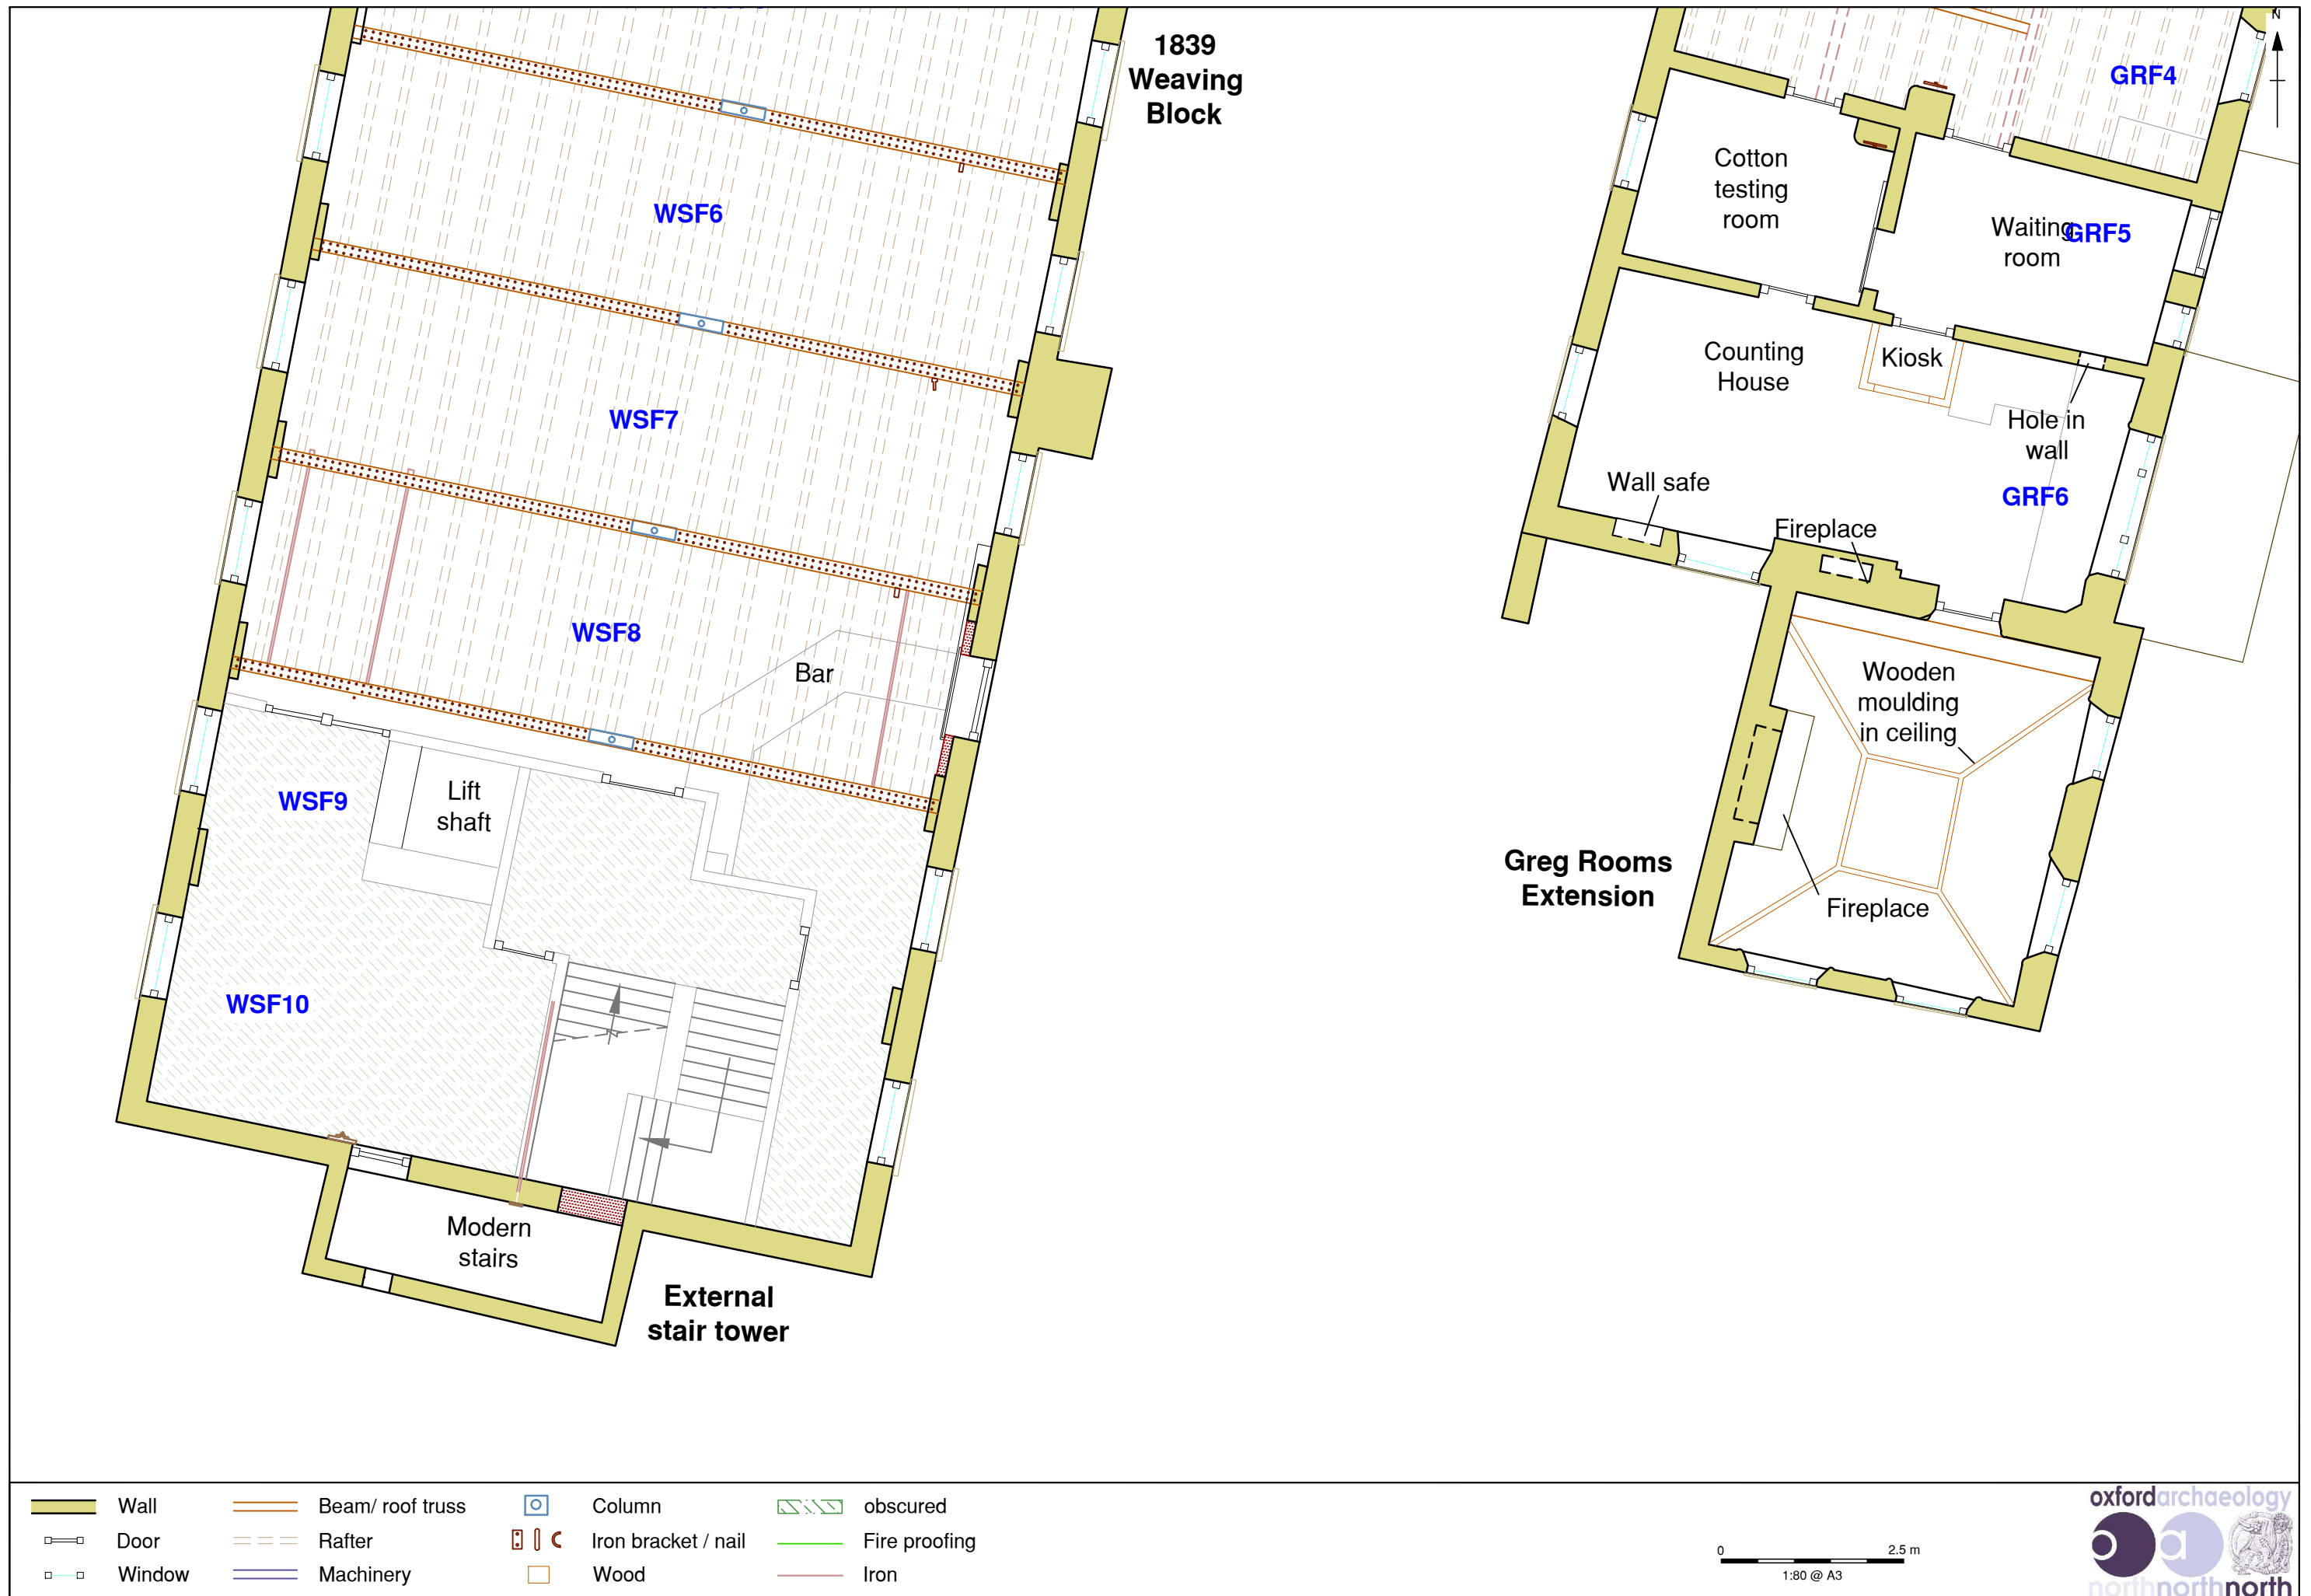 1839
Weaving
Block
N
GRF4
Cotton
testing
room
WSF6
Waiting
room
GRF5
Counting
House
Kiosk
Hole in
wall
WSF7
Wall safe
GRF6
Fireplace
WSF8
Bar
Wooden
moulding
in ceiling
WSF9
Lift
shaft
Greg Rooms
Extension
Fireplace
WSF10
Modern
stairs
External
stair tower
Wall
Beam/ roof truss
Column
obscured
Door
Rafter
Iron bracket / nail
Fire proofing
Window
Machinery
Wood
Iron
0 2.5 m
1:80 @ A3
oxfordarchaeology
oa
northnorthnorth